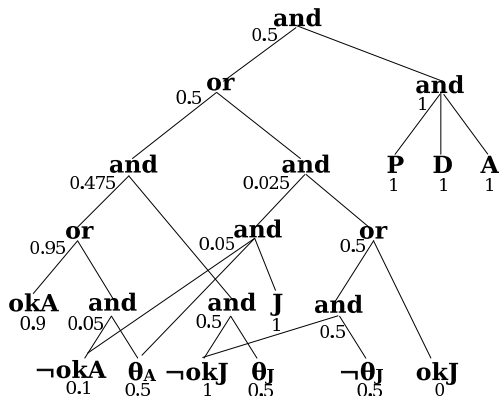 and
0.5
or and
0.5 1
and and P D A
0.475 0.025 1 1 1
or and or
0.95 0.05 0.5
okA and and J and
0.9 0.05 0.5 1 0.5
¬okA θA ¬okJ θJ ¬θJ okJ
0.1 0.5 1 0.5 0.5 0